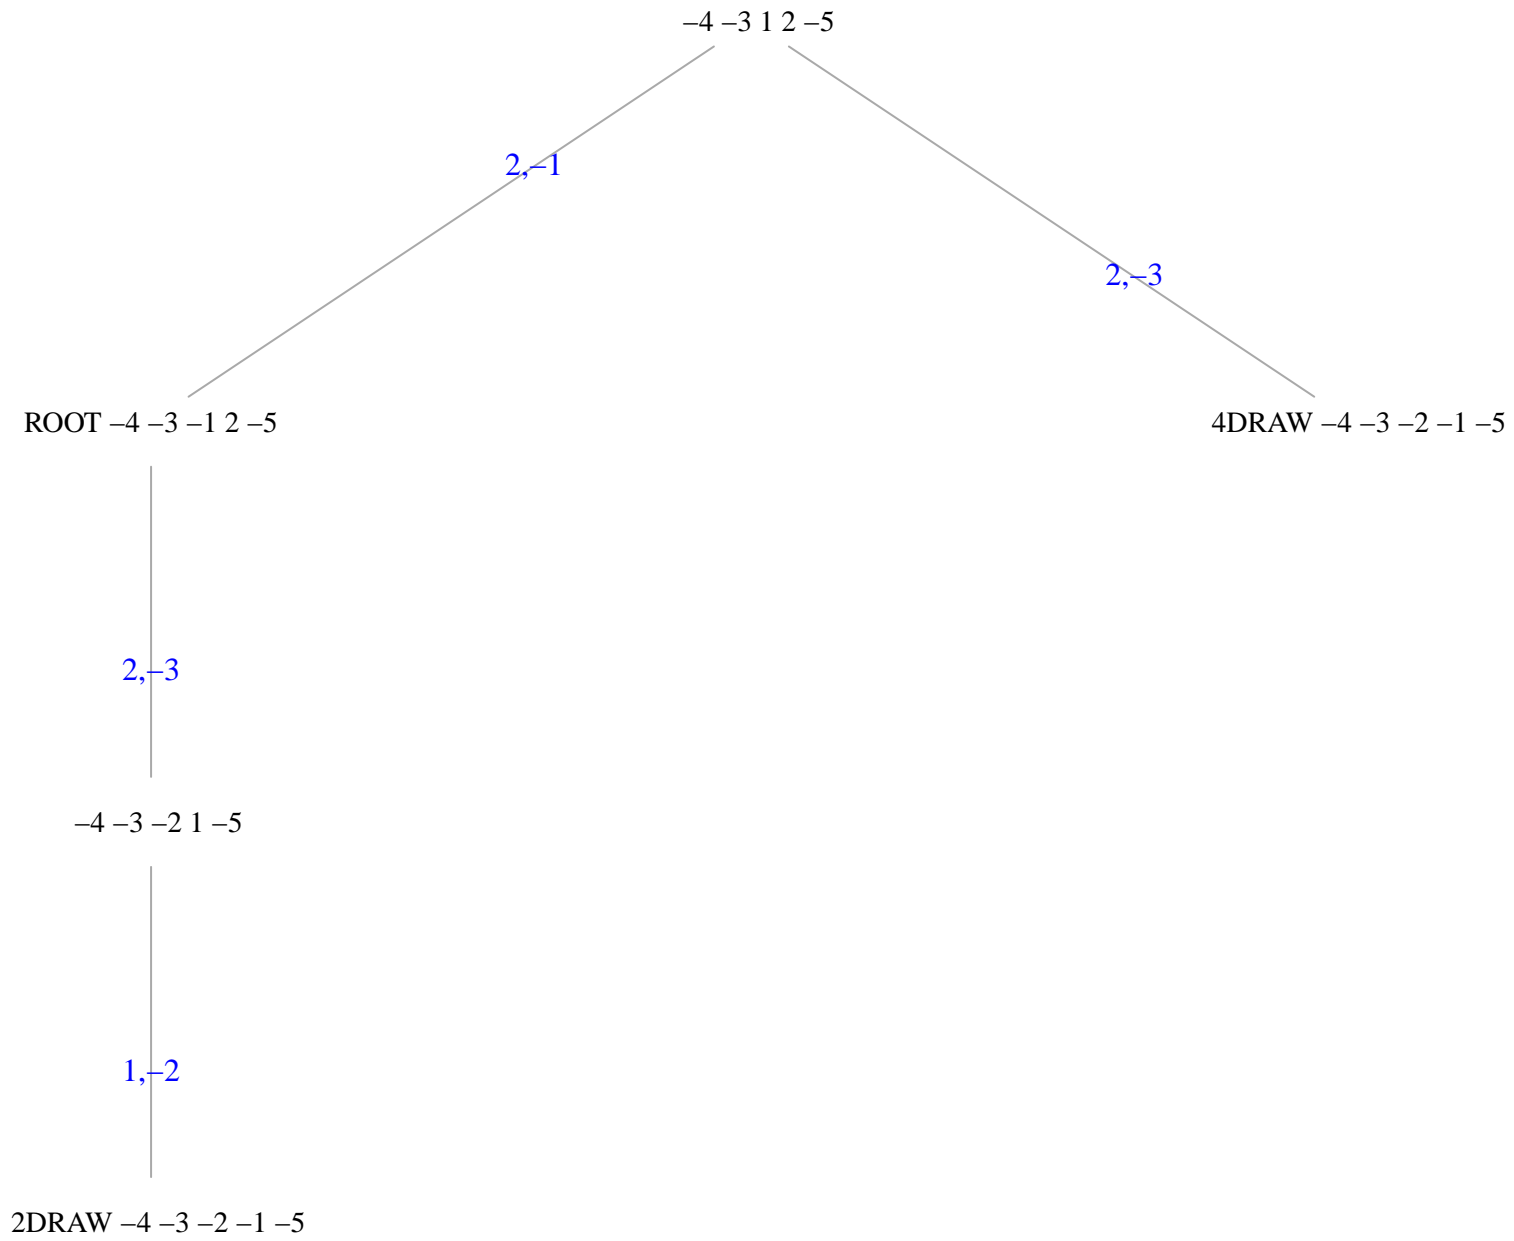 –4 –3 1 2 –5
2,–1
2,–3
ROOT –4 –3 –1 2 –5
4DRAW –4 –3 –2 –1 –5
2,–3
–4 –3 –2 1 –5
1,–2
2DRAW –4 –3 –2 –1 –5